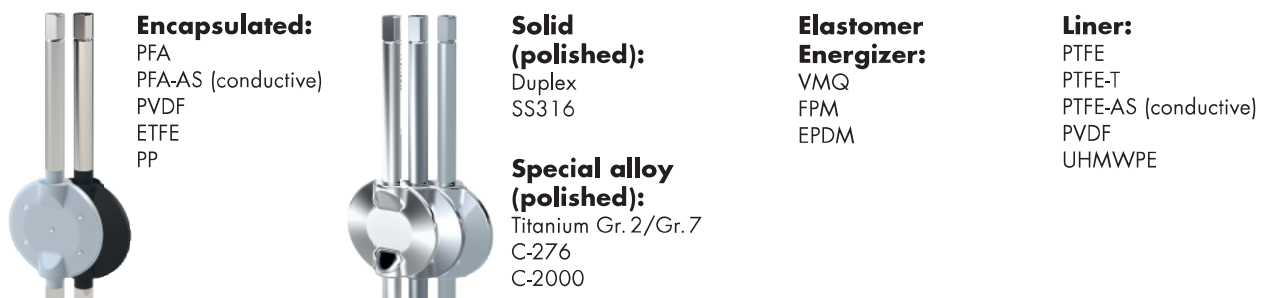 Encapsulated:
PFA
PFA-AS (conductive)
PVDF
ETFE
PP
Solid
(polished):
Duplex
SS316
Special alloy
(polished):
Titanium Gr. 2/Gr. 7
C-276
C-2000
Elastomer
Energizer:
VMQ
FPM
EPDM
Liner:
PTFE
PTFE-T
PTFE-AS (conductive)
PVDF
UHMWPE